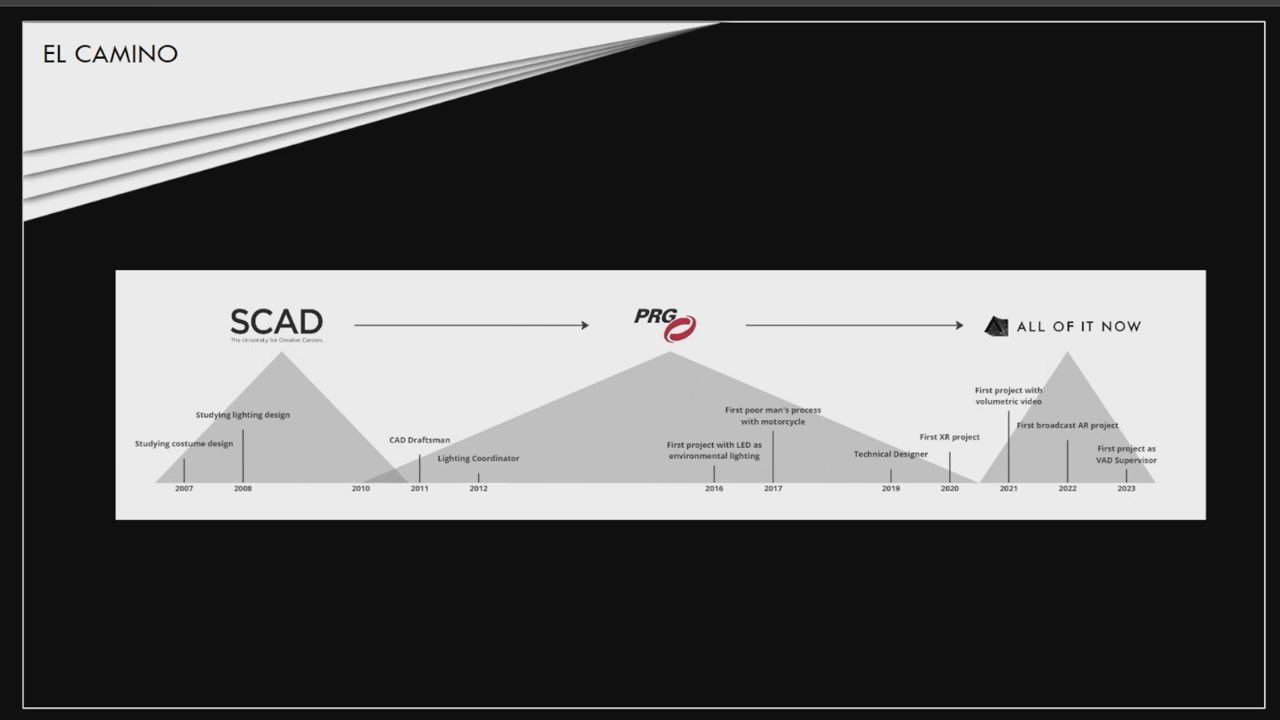 EL CAMINO
SCAD
The University for Creative Careers
PRG
ALL OF IT NOW
Studying costume design
Studying lighting design
CAD Draftsman
Lighting Coordinator
First project with LED as
environmental lighting
First poor man's process
with motorcycle
Technical Designer
First XR project
First project with
volumetric video
First broadcast AR project
First project as
VAD Supervisor
2007 2008 2010 2011 2012 2016 2017 2019 2020 2021 2022 2023